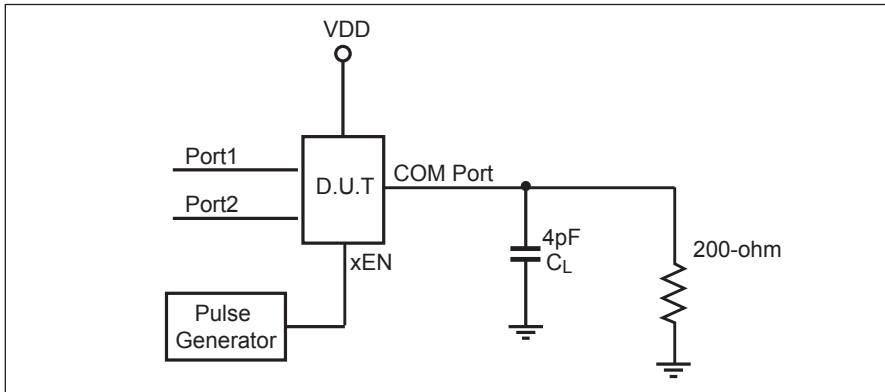 VDD
Port1
D.U.T
COM Port
Port2
4pF
CL
200-ohm
xEN
Pulse
Generator